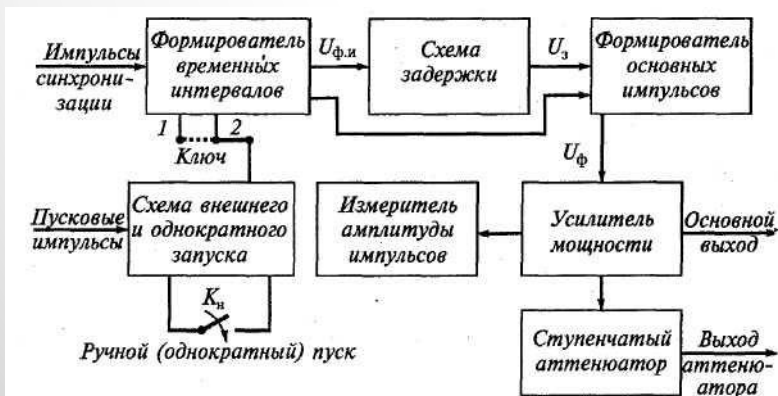 Импульсы
синхрони-
зации
Формирователь
временных
интервалов
Uф.и
Схема
задержки
Uз
Формирователь
основных
импульсов
1
2
Ключ
Uф
Пусковые
импульсы
Схема внешнего
и однократного
запуска
Измеритель
амплитуды
импульсов
Усилитель
мощности
Основной
выход
Kн
Ручной (однократный) пуск
Ступенчатый
аттенюатор
Выход
аттеню-
атора